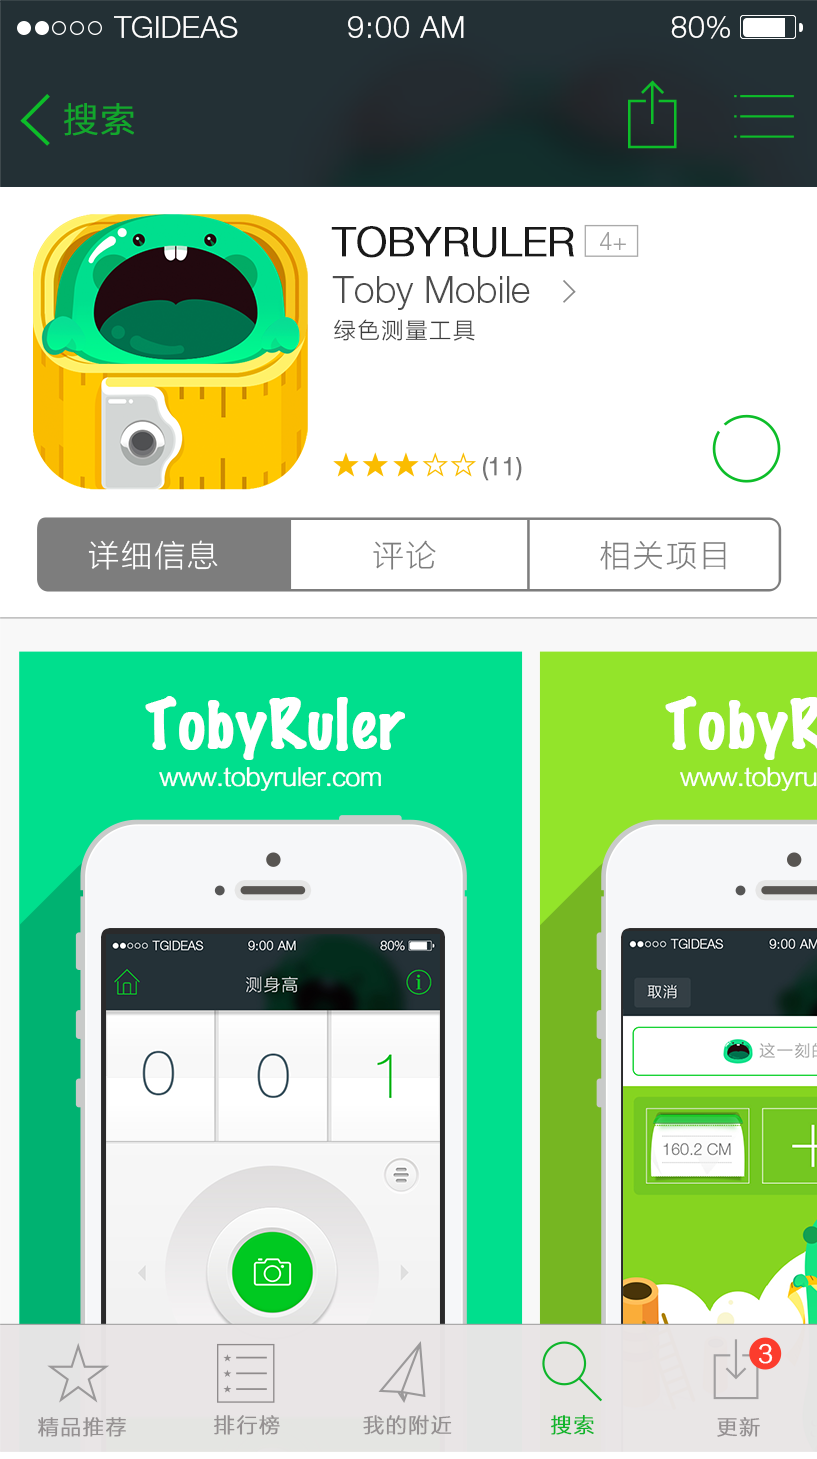 TGIDEAS 9:00 AM 80%
搜索
TOBYRULER 4+
Toby Mobile
绿色测量工具
(11)
详细信息 评论 相关项目
TobyRuler
www.tobyruler.com
TGIDEAS 9:00 AM 80%
测身高
0 0 1
TobyR
www.tobyru
TGIDEAS 9:00 AM
取消
这一刻的
160.2 CM
精品推荐 排行榜 我的附近 搜索 更新
3